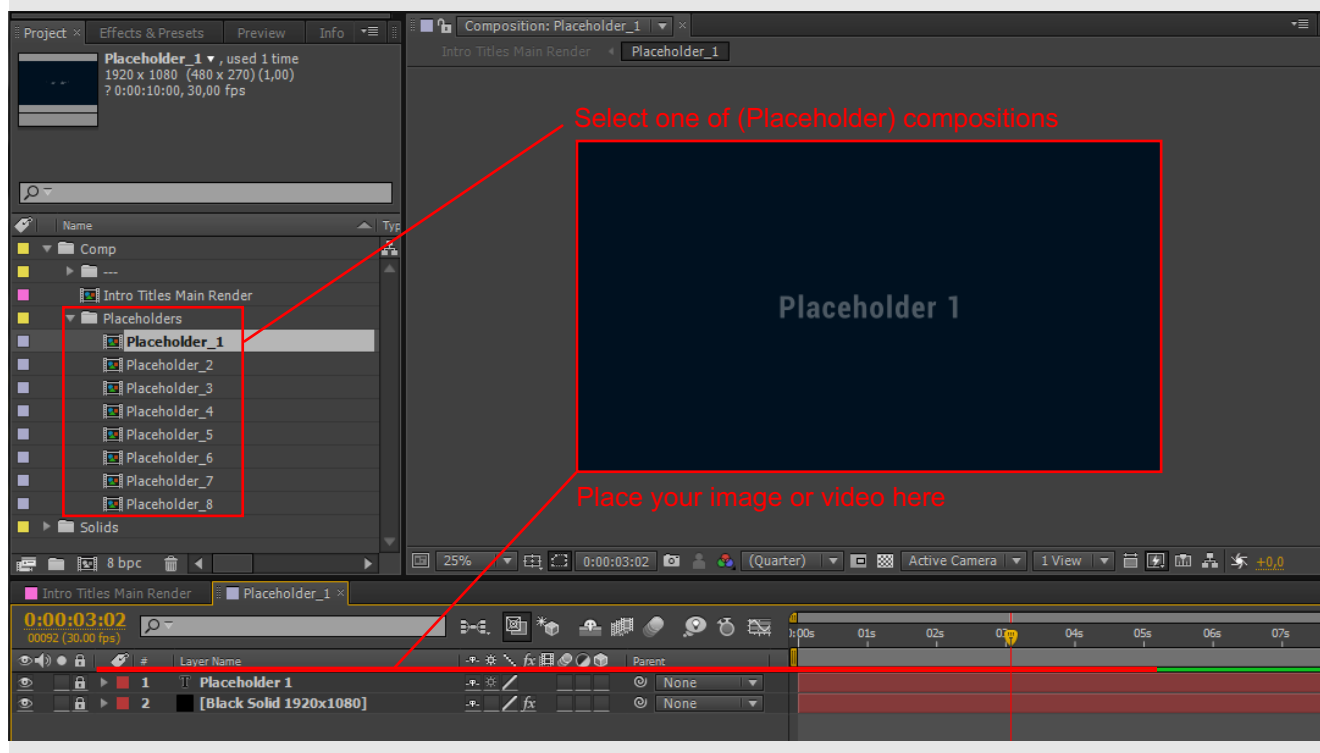 Project × Effects & Presets Preview Info
Placeholder_1 , used 1 time
1920 x 1080 (480 x 270) (1,00)
? 0:00:10:00, 30,00 fps
Name Typ
Comp
---
Intro Titles Main Render
Placeholders
Placeholder_1
Placeholder_2
Placeholder_3
Placeholder_4
Placeholder_5
Placeholder_6
Placeholder_7
Placeholder_8
Solids
8 bpc
Composition: Placeholder_1 ×
Intro Titles Main Render Placeholder_1
Select one of (Placeholder) compositions
Placeholder 1
Place your image or video here
25% 0:00:03:02 (Quarter) Active Camera 1 View +0,0
Intro Titles Main Render Placeholder_1 ×
0:00:03:02
00092 (30.00 fps)
):00s 01s 02s 03s 04s 05s 06s 07s
# Layer Name fx Parent
1 T Placeholder 1 None
2 [Black Solid 1920x1080] fx None